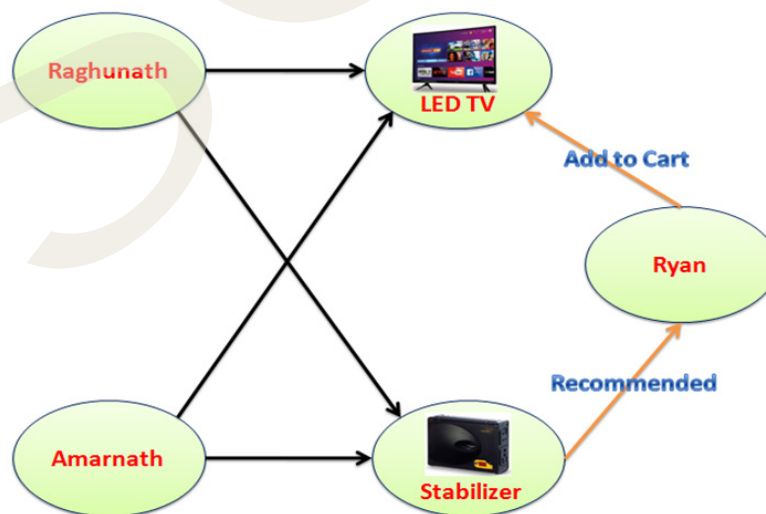 Raghunath
LED TV
Add to Cart
Ryan
Recommended
Amarnath
Stabilizer